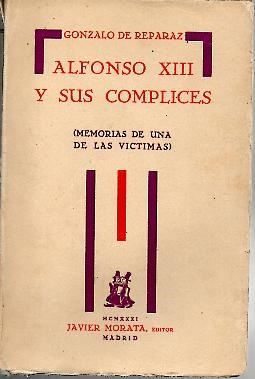 GONZALO DE REPARAZ
ALFONSO XIII
Y SUS COMPLICES
(MEMORIAS DE UNA
DE LAS VICTIMAS)
MCMXXXI
JAVIER MORATA, EDITOR
MADRID